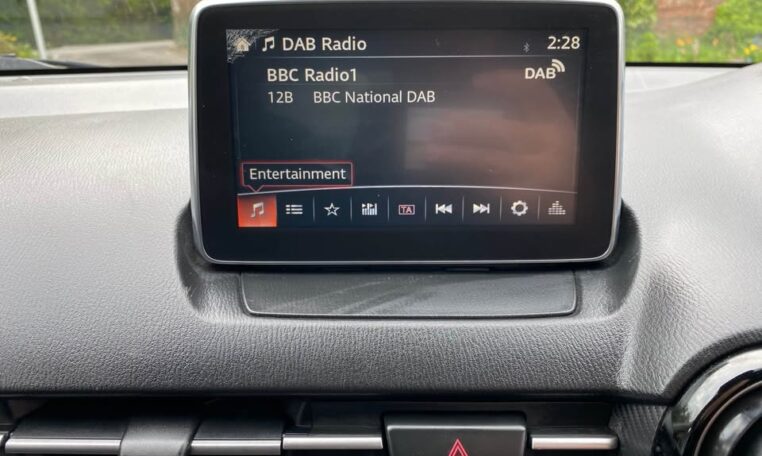 DAB Radio 2:28
BBC Radio1 DAB
12B BBC National DAB
Entertainment
TA